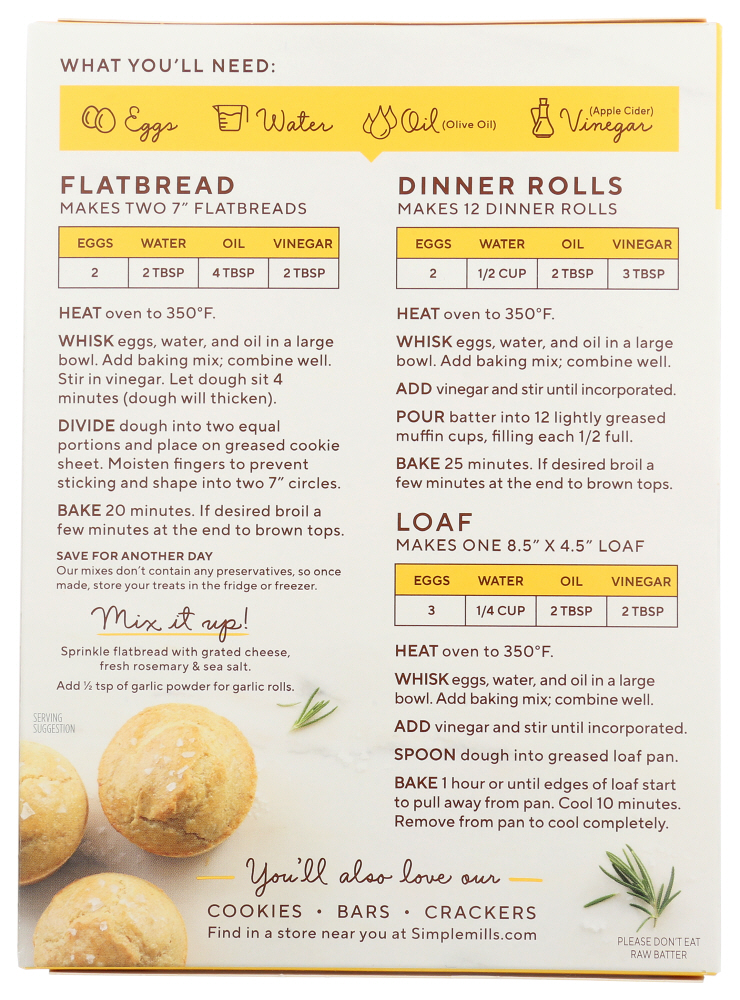 WHAT YOU'LL NEED:
Eggs Water Oil (Olive Oil) (Apple Cider) Vinegar
FLATBREAD
MAKES TWO 7" FLATBREADS
EGGS WATER OIL VINEGAR
2 2 TBSP 4 TBSP 2 TBSP
HEAT oven to 350°F.
WHISK eggs, water, and oil in a large
bowl. Add baking mix; combine well.
Stir in vinegar. Let dough sit 4
minutes (dough will thicken).
DIVIDE dough into two equal
portions and place on greased cookie
sheet. Moisten fingers to prevent
sticking and shape into two 7" circles.
BAKE 20 minutes. If desired broil a
few minutes at the end to brown tops.
SAVE FOR ANOTHER DAY
Our mixes don't contain any preservatives, so once
made, store your treats in the fridge or freezer.
Mix it up!
Sprinkle flatbread with grated cheese,
fresh rosemary & sea salt.
Add ½ tsp of garlic powder for garlic rolls.
SERVING
SUGGESTION
DINNER ROLLS
MAKES 12 DINNER ROLLS
EGGS WATER OIL VINEGAR
2 1/2 CUP 2 TBSP 3 TBSP
HEAT oven to 350°F.
WHISK eggs, water, and oil in a large
bowl. Add baking mix; combine well.
ADD vinegar and stir until incorporated.
POUR batter into 12 lightly greased
muffin cups, filling each 1/2 full.
BAKE 25 minutes. If desired broil a
few minutes at the end to brown tops.
LOAF
MAKES ONE 8.5" X 4.5" LOAF
EGGS WATER OIL VINEGAR
3 1/4 CUP 2 TBSP 2 TBSP
HEAT oven to 350°F.
WHISK eggs, water, and oil in a large
bowl. Add baking mix; combine well.
ADD vinegar and stir until incorporated.
SPOON dough into greased loaf pan.
BAKE 1 hour or until edges of loaf start
to pull away from pan. Cool 10 minutes.
Remove from pan to cool completely.
You'll also love our
COOKIES • BARS • CRACKERS
Find in a store near you at Simplemills.com
PLEASE DON'T EAT
RAW BATTER